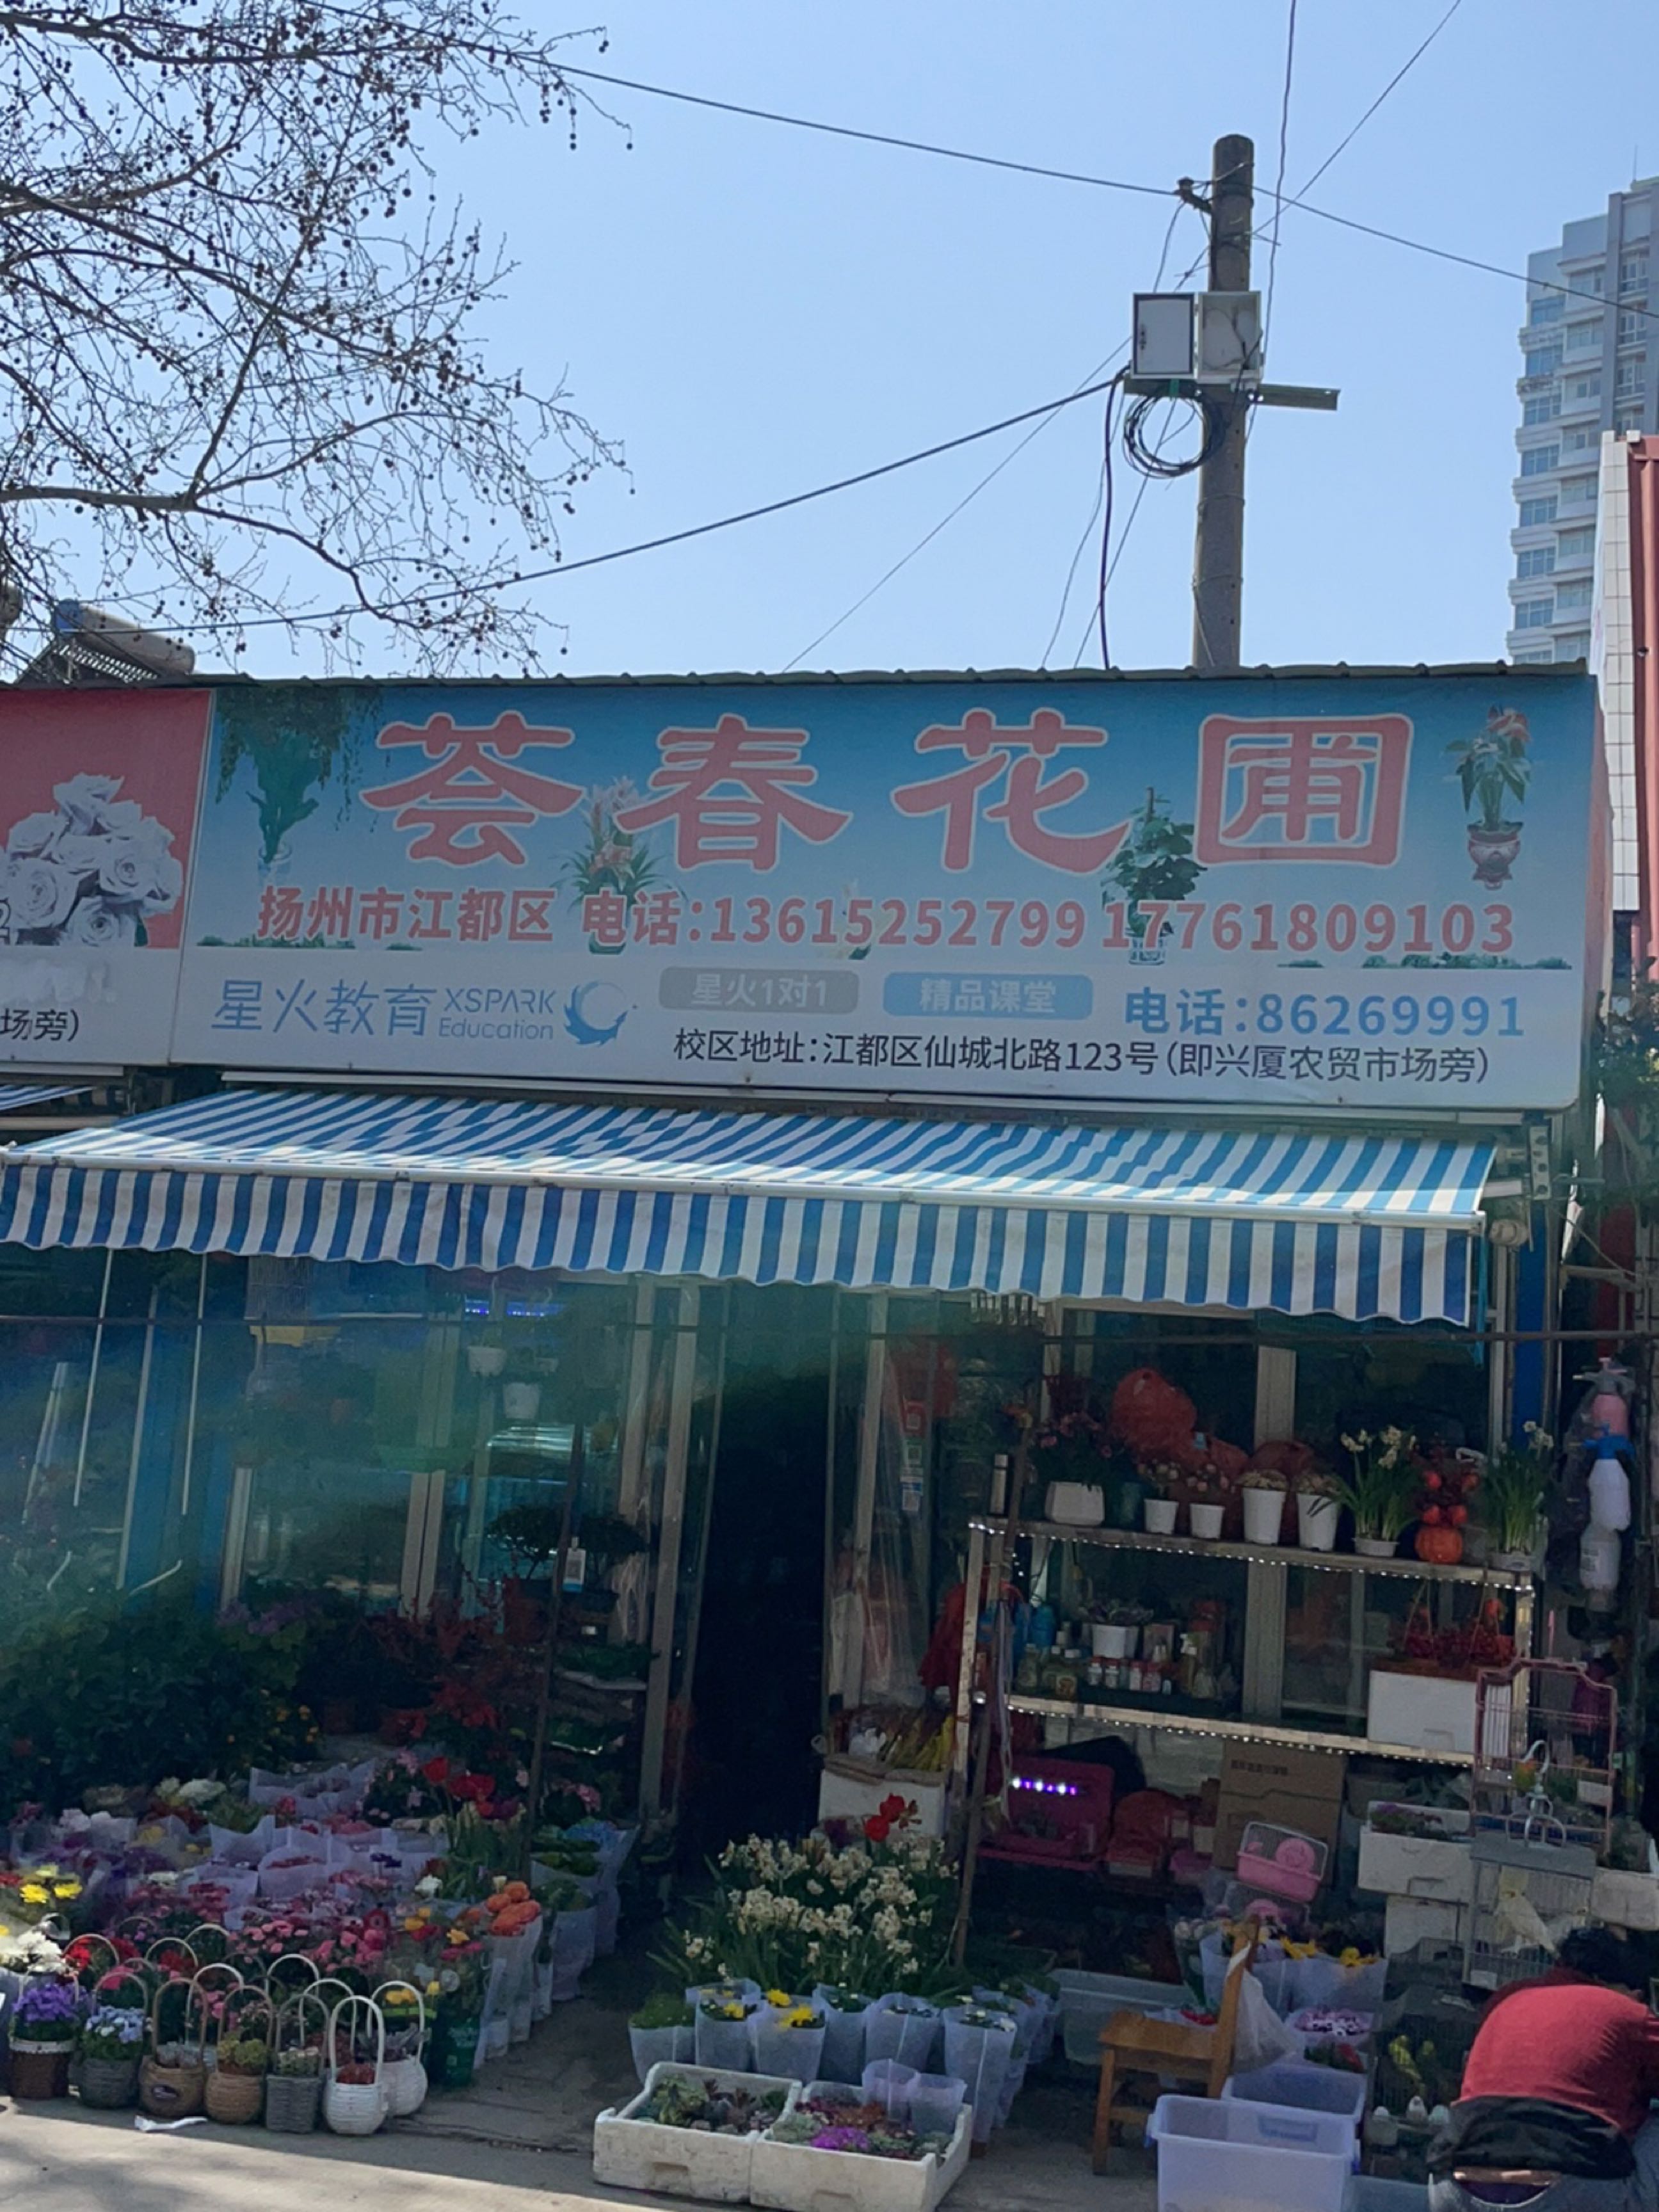 荟春花圃
扬州市江都区 电话:13615252799 17761809103
星火教育 XSPARK Education
星火1对1 精品课堂 电话:86269991
校区地址:江都区仙城北路123号(即兴厦农贸市场旁)
场旁)